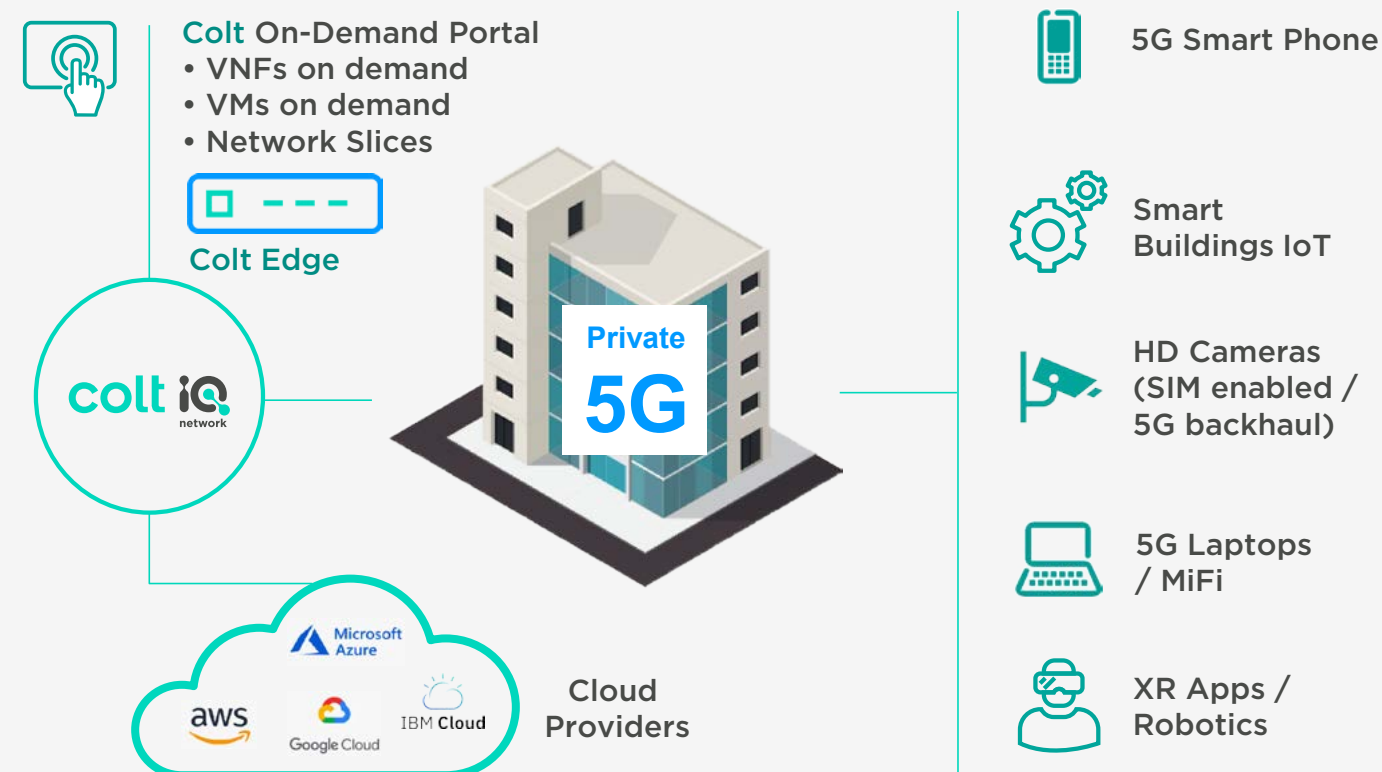 Colt On-Demand Portal
• VNFs on demand
• VMs on demand
• Network Slices
Colt Edge
colt iQ
network
Private
5G
Microsoft
Azure
aws
Google Cloud
IBM Cloud
Cloud
Providers
5G Smart Phone
Smart
Buildings IoT
HD Cameras
(SIM enabled /
5G backhaul)
5G Laptops
/ MiFi
XR Apps /
Robotics